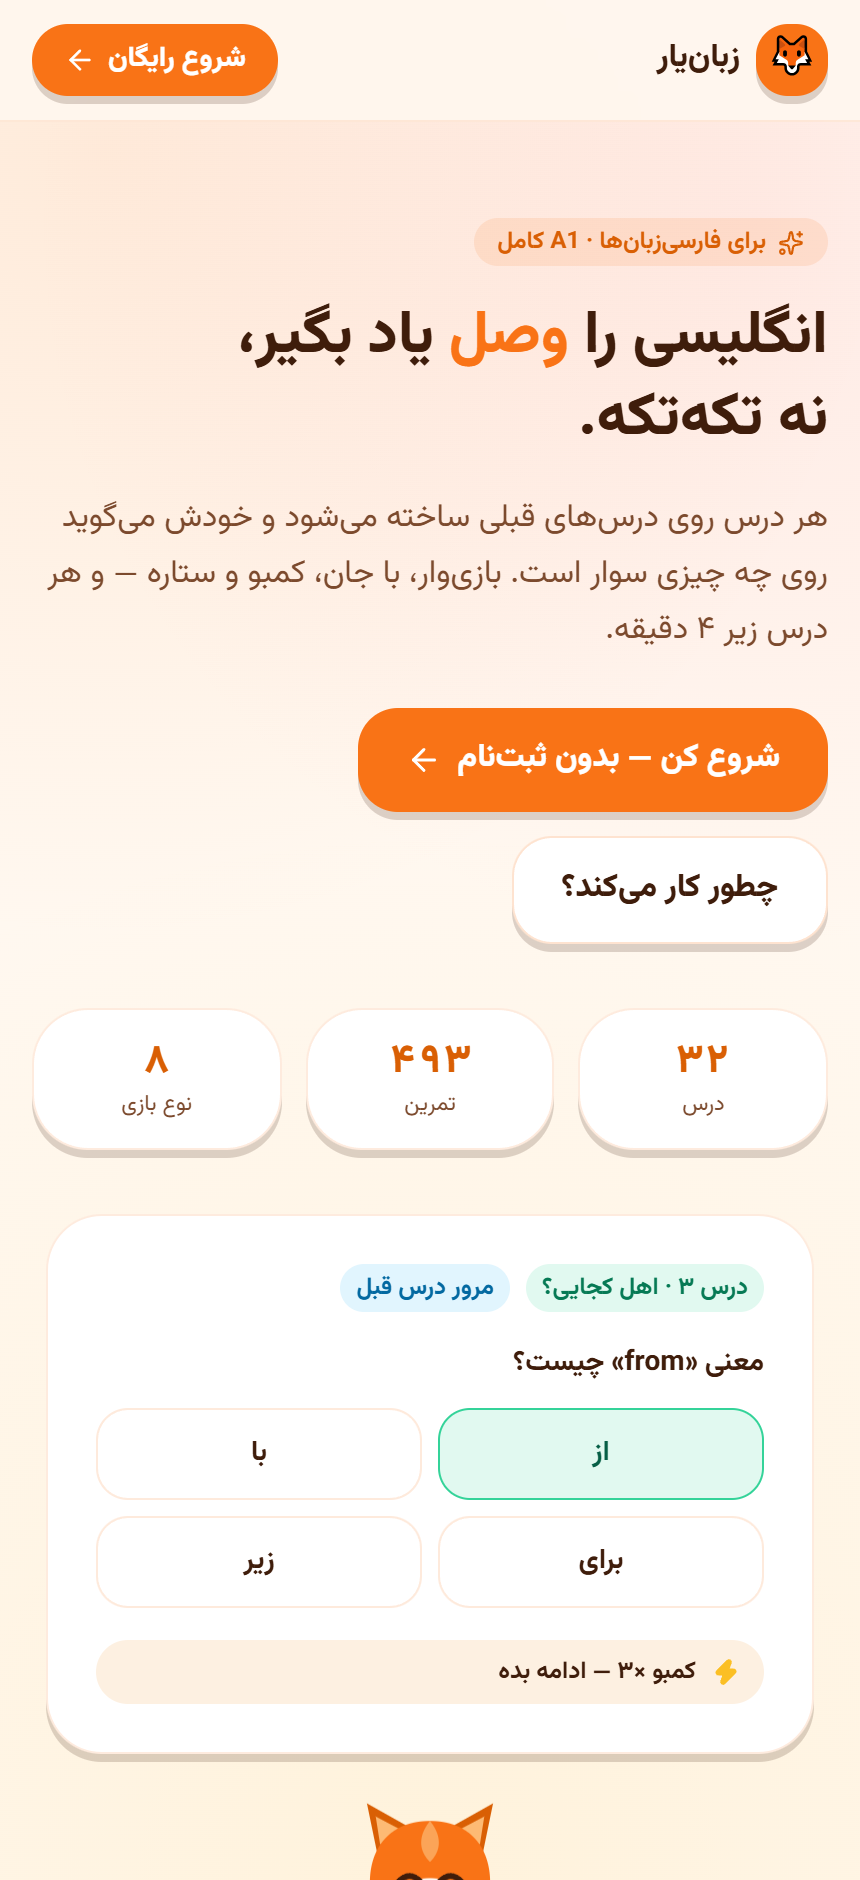 زبان‌یار
شروع رایگان
برای فارسی‌زبان‌ها · A1 کامل
انگلیسی را وصل یاد بگیر،
نه تکه‌تکه.
هر درس روی درس‌های قبلی ساخته می‌شود و خودش می‌گوید
روی چه چیزی سوار است. بازی‌وار، با جان، کمبو و ستاره — و هر
درس زیر ۴ دقیقه.
شروع کن — بدون ثبت‌نام
چطور کار می‌کند؟
۳۲
درس
۴۹۳
تمرین
۸
نوع بازی
درس ۳ · اهل کجایی؟
مرور درس قبل
معنی «from» چیست؟
از
با
برای
زیر
کمبو ×۳ — ادامه بده